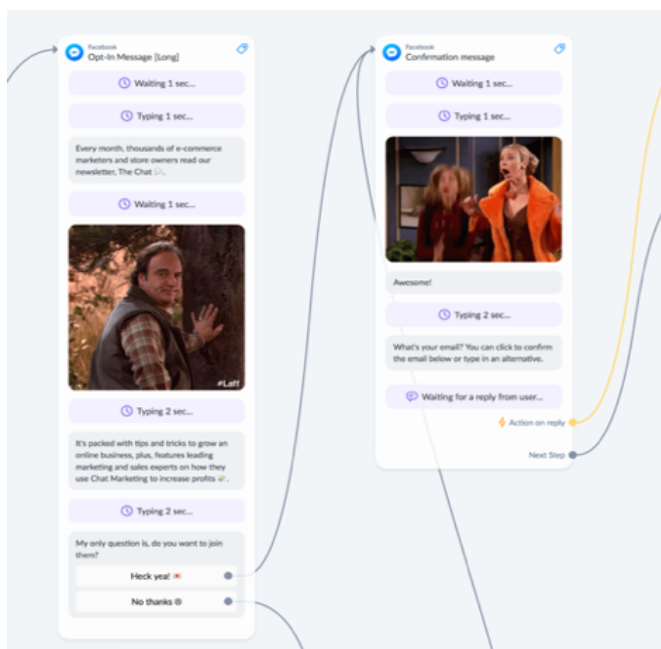 Facebook
Opt-In Message [Long]
Waiting 1 sec...
Typing 1 sec...
Every month, thousands of e-commerce
marketers and store owners read our
newsletter, The Chat 💬.
Waiting 1 sec...
#Laff
Typing 2 sec...
It's packed with tips and tricks to grow an
online business, plus, features leading
marketing and sales experts on how they
use Chat Marketing to increase profits 💸.
Typing 2 sec...
My only question is, do you want to join
them?
Heck yea! 💌
No thanks ☹
Facebook
Confirmation message
Waiting 1 sec...
Typing 1 sec...
Awesome!
Typing 2 sec...
What's your email? You can click to confirm
the email below or type in an alternative.
Waiting for a reply from user...
Action on reply
Next Step